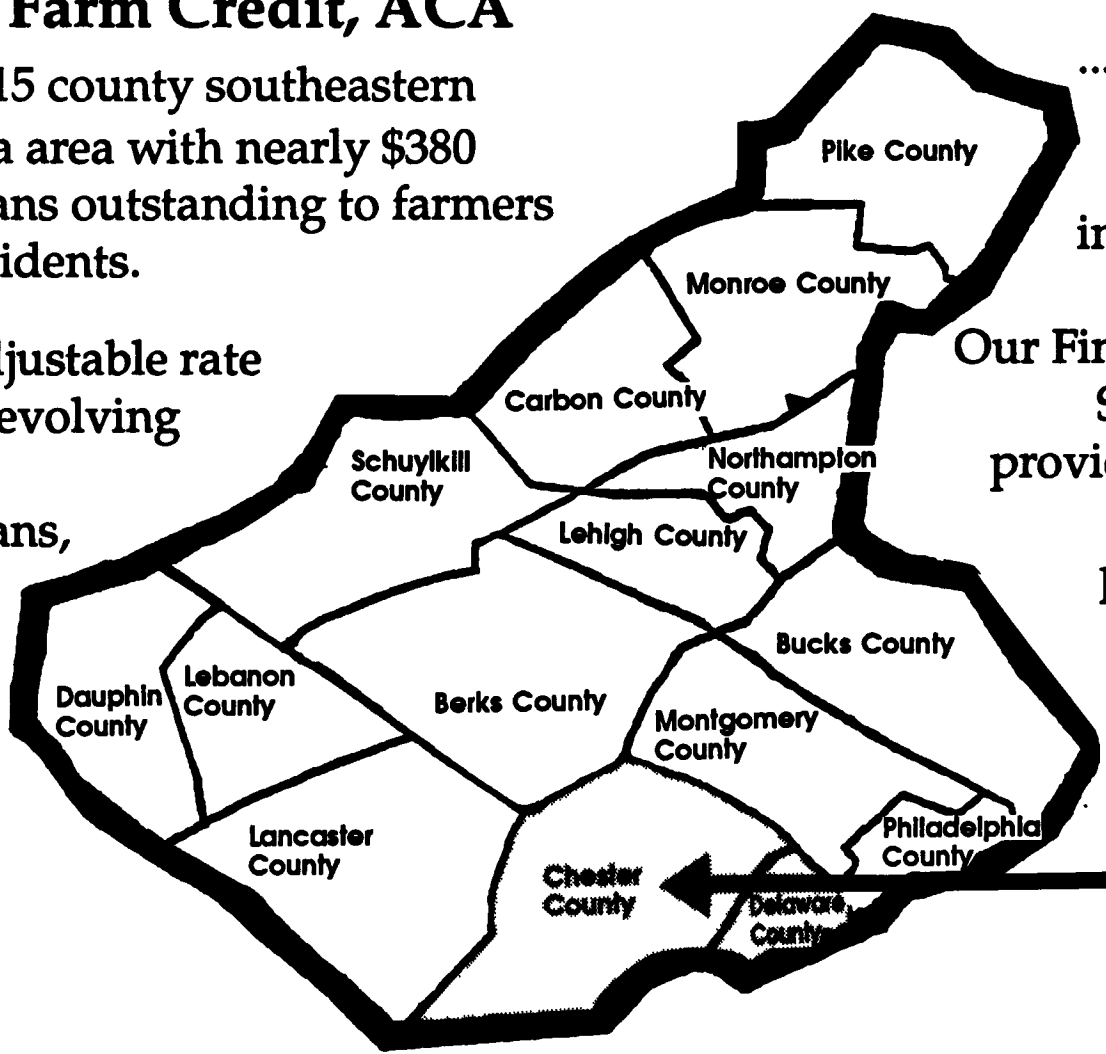 Farm Credit, ACA
15 county southeastern
a area with nearly $380
ans outstanding to farmers
idents.
ljustable rate
evolving
ans,
...
in
Our Fin
S
provid
Pike County
Monroe County
Carbon County
Schuylkill
County
Northampton
County
Lehigh County
Bucks County
Dauphin
County
Lebanon
County
Berks County
Montgomery
County
Lancaster
County
Philadelphia
County
Chester
County
Delaware
County